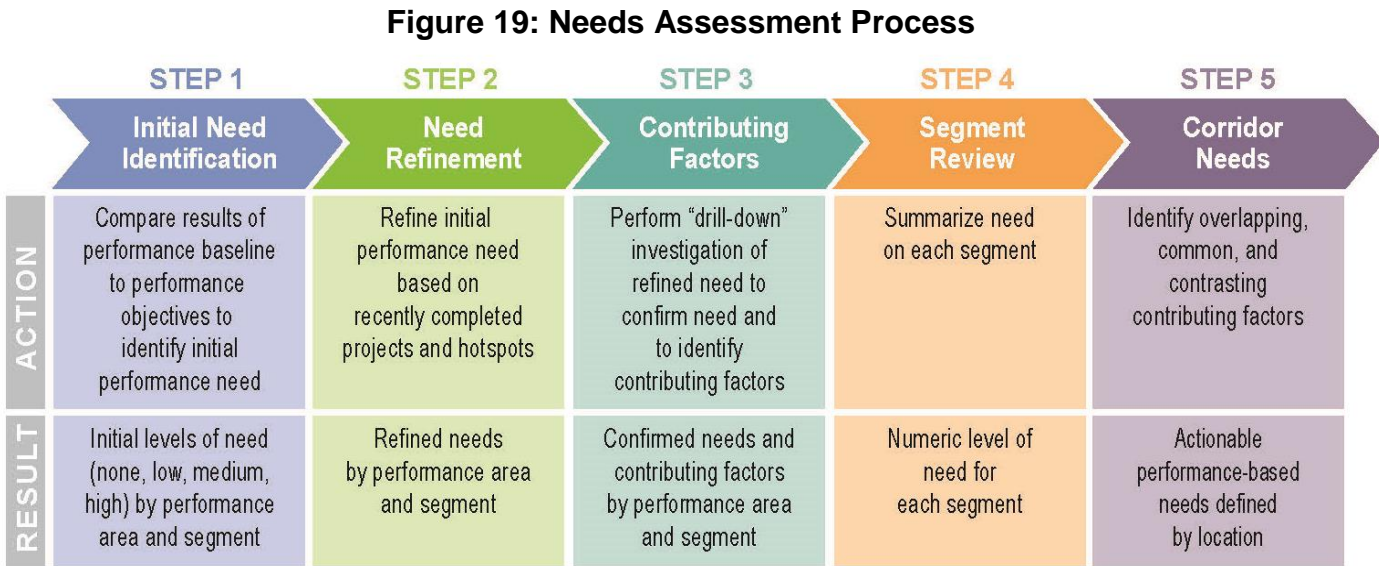 Figure 19: Needs Assessment Process
STEP 1
STEP 2
STEP 3
STEP 4
STEP 5
Initial Need
Identification
Need
Refinement
Contributing
Factors
Segment
Review
Corridor
Needs
ACTION
Compare results of
performance baseline
to performance
objectives to
identify initial
performance need
Refine initial
performance need
based on
recently completed
projects and hotspots
Perform “drill-down”
investigation of
refined need to
confirm need and
to identify
contributing factors
Summarize need
on each segment
Identify overlapping,
common, and
contrasting
contributing factors
RESULT
Initial levels of need
(none, low, medium,
high) by performance
area and segment
Refined needs
by performance area
and segment
Confirmed needs and
contributing factors
by performance area
and segment
Numeric level of
need for
each segment
Actionable
performance-based
needs defined
by location